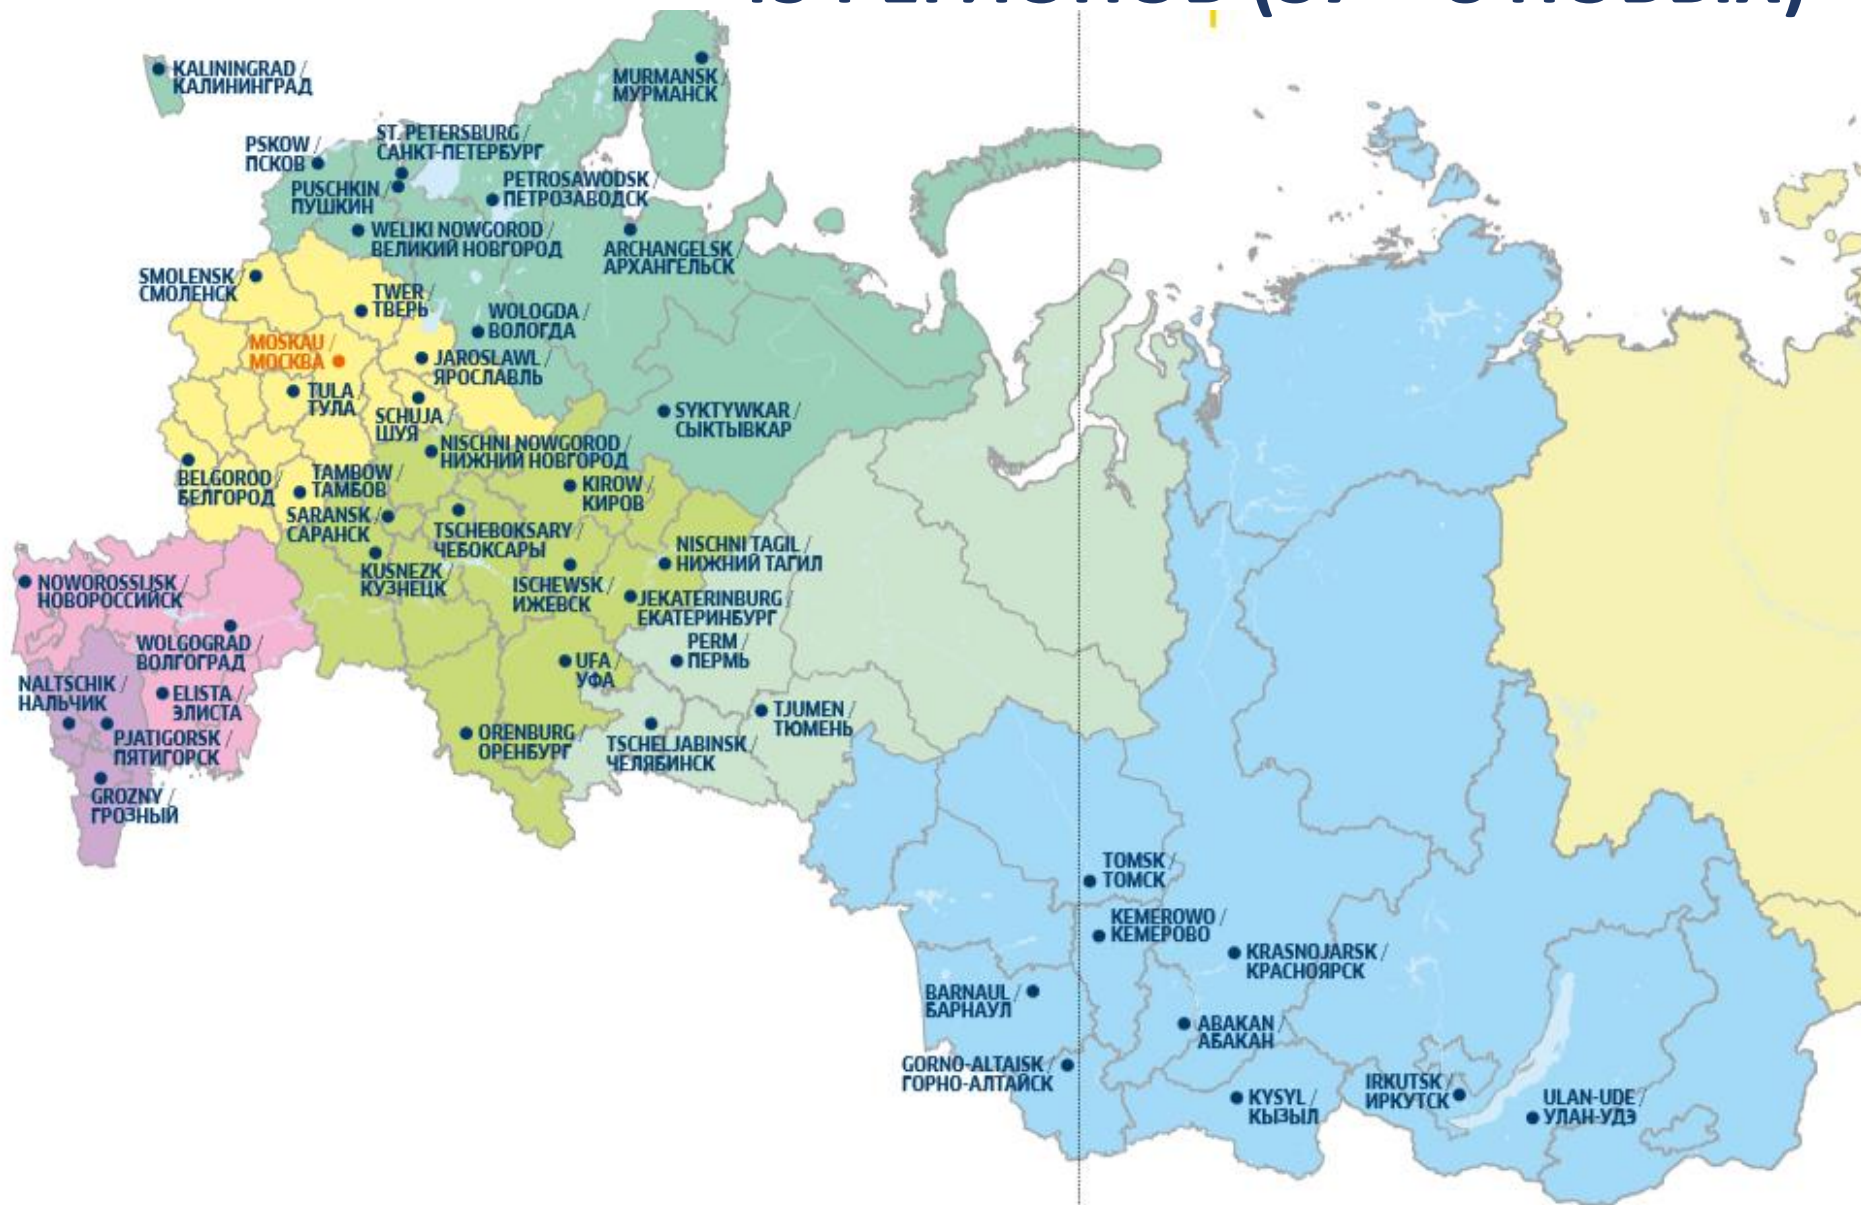 KALININGRAD /
КАЛИНИНГРАД
MURMANSK /
МУРМАНСК
PSKOW /
ПСКОВ
ST. PETERSBURG /
САНКТ-ПЕТЕРБУРГ
PUSCHKIN /
ПУШКИН
PETROSAWODSK /
ПЕТРОЗАВОДСК
WELIKI NOWGOROD /
ВЕЛИКИЙ НОВГОРОД
ARCHANGELSK /
АРХАНГЕЛЬСК
SMOLENSK /
СМОЛЕНСК
TWER /
ТВЕРЬ
WOLOGDA /
ВОЛОГДА
MOSKAU /
МОСКВА
JAROSLAWL /
ЯРОСЛАВЛЬ
TULA /
ТУЛА
SCHUJA /
ШУЯ
SYKTYWKAR /
СЫКТЫВКАР
NISCHNI NOWGOROD /
НИЖНИЙ НОВГОРОД
BELGOROD /
БЕЛГОРОД
TAMBOW /
ТАМБОВ
KIROW /
КИРОВ
SARANSK /
САРАНСК
TSCHEBOKSARY /
ЧЕБОКСАРЫ
NISCHNI TAGIL /
НИЖНИЙ ТАГИЛ
KUSNEZK /
КУЗНЕЦК
ISCHEWSK /
ИЖЕВСК
JEKATERINBURG /
ЕКАТЕРИНБУРГ
NOWOROSSIJSK /
НОВОРОССИЙСК
WOLGOGRAD /
ВОЛГОГРАД
PERM /
ПЕРМЬ
UFA /
УФА
NALTSCHIK /
НАЛЬЧИК
ELISTA /
ЭЛИСТА
TJUMEN /
ТЮМЕНЬ
PJATIGORSK /
ПЯТИГОРСК
ORENBURG /
ОРЕНБУРГ
TSCHELJABINSK /
ЧЕЛЯБИНСК
GROZNY /
ГРОЗНЫЙ
TOMSK /
ТОМСК
KEMEROWO /
КЕМЕРОВО
KRASNOJARSK /
КРАСНОЯРСК
BARNAUL /
БАРНАУЛ
ABAKAN /
АБАКАН
GORNO-ALTAISK /
ГОРНО-АЛТАЙСК
KYSYL /
КЫЗЫЛ
IRKUTSK /
ИРКУТСК
ULAN-UDE /
УЛАН-УДЭ